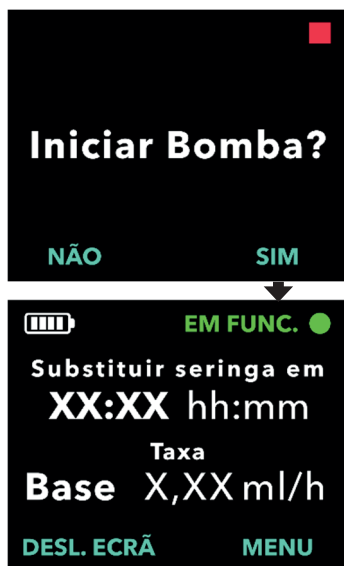 Iniciar Bomba?
NÃO SIM
EM FUNC.
Substituir seringa em
XX:XX hh:mm
Taxa
Base X,XX ml/h
DESL. ECRÃ MENU